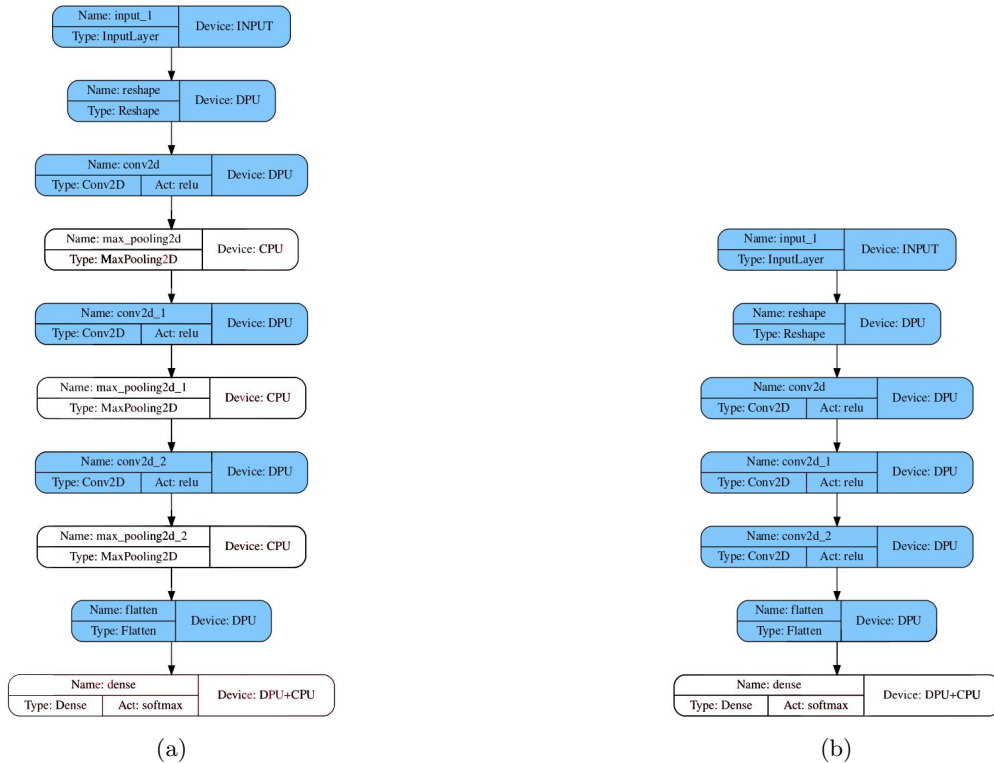 Name: input_1
Type: InputLayer
Device: INPUT
Name: reshape
Type: Reshape
Device: DPU
Name: conv2d
Type: Conv2D
Act: relu
Device: DPU
Name: max_pooling2d
Type: MaxPooling2D
Device: CPU
Name: conv2d_1
Type: Conv2D
Act: relu
Device: DPU
Name: max_pooling2d_1
Type: MaxPooling2D
Device: CPU
Name: conv2d_2
Type: Conv2D
Act: relu
Device: DPU
Name: max_pooling2d_2
Type: MaxPooling2D
Device: CPU
Name: flatten
Type: Flatten
Device: DPU
Name: dense
Type: Dense
Act: softmax
Device: DPU+CPU
(a)
Name: input_1
Type: InputLayer
Device: INPUT
Name: reshape
Type: Reshape
Device: DPU
Name: conv2d
Type: Conv2D
Act: relu
Device: DPU
Name: conv2d_1
Type: Conv2D
Act: relu
Device: DPU
Name: conv2d_2
Type: Conv2D
Act: relu
Device: DPU
Name: flatten
Type: Flatten
Device: DPU
Name: dense
Type: Dense
Act: softmax
Device: DPU+CPU
(b)